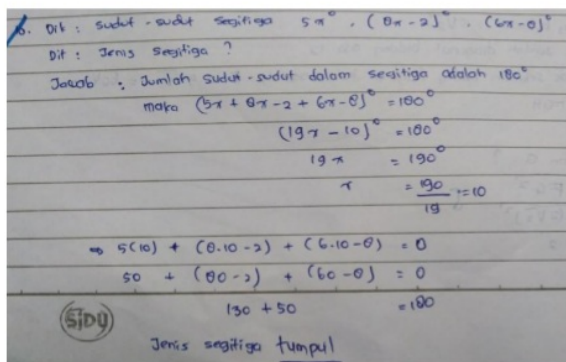 6. Dik : Sudut - sudut segitiga 5x° , (8x-2)° , (6x-8)°
Dit : Jenis segitiga ?
Jawab : Jumlah sudut-sudut dalam segitiga adalah 180°
maka (5x + 8x - 2 + 6x - 8)° = 180°
(19x - 10)° = 180°
19x = 190°
x = 190/19 = 10
⇒ 5(10) + (8.10-2) + (6.10-8) = 0
50 + (80-2) + (60-8) = 0
130 + 50 = 180
SiDU
Jenis segitiga tumpul